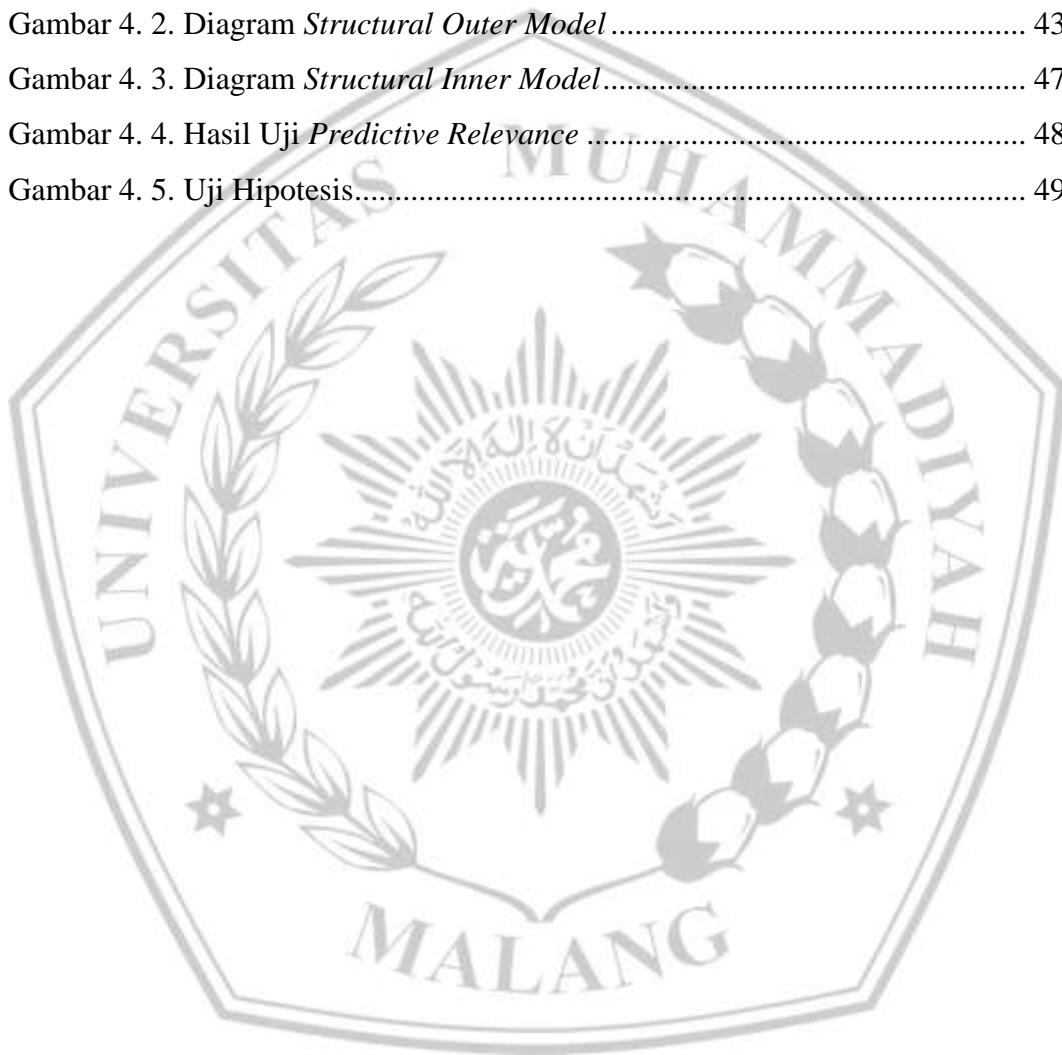 Gambar 4. 2. Diagram Structural Outer Model ........................................................ 43
Gambar 4. 3. Diagram Structural Inner Model ......................................................... 47
Gambar 4. 4. Hasil Uji Predictive Relevance ........................................................... 48
Gambar 4. 5. Uji Hipotesis ......................................................................................... 49
UNIVERSITAS MUHAMMADIYAH
MALANG